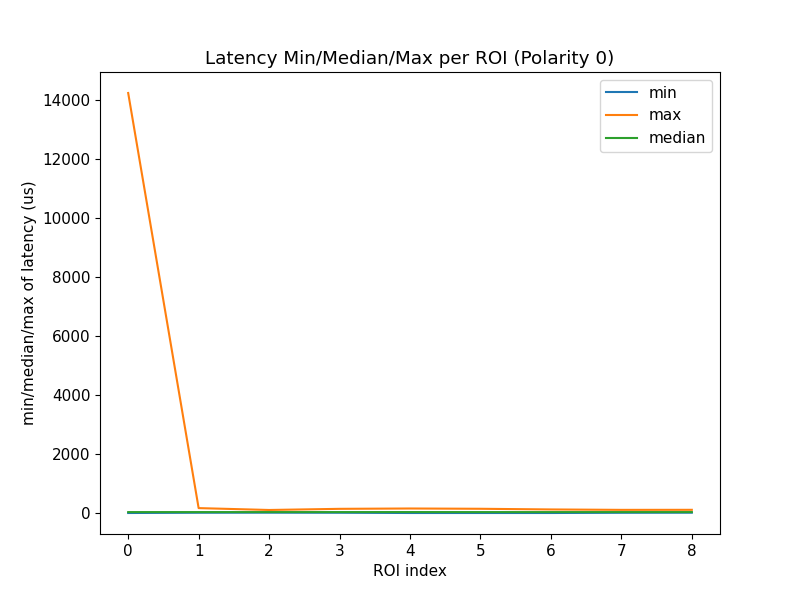 Latency Min/Median/Max per ROI (Polarity 0)
min
max
median
14000
12000
10000
8000
6000
4000
2000
0
min/median/max of latency (us)
0 1 2 3 4 5 6 7 8
ROI index